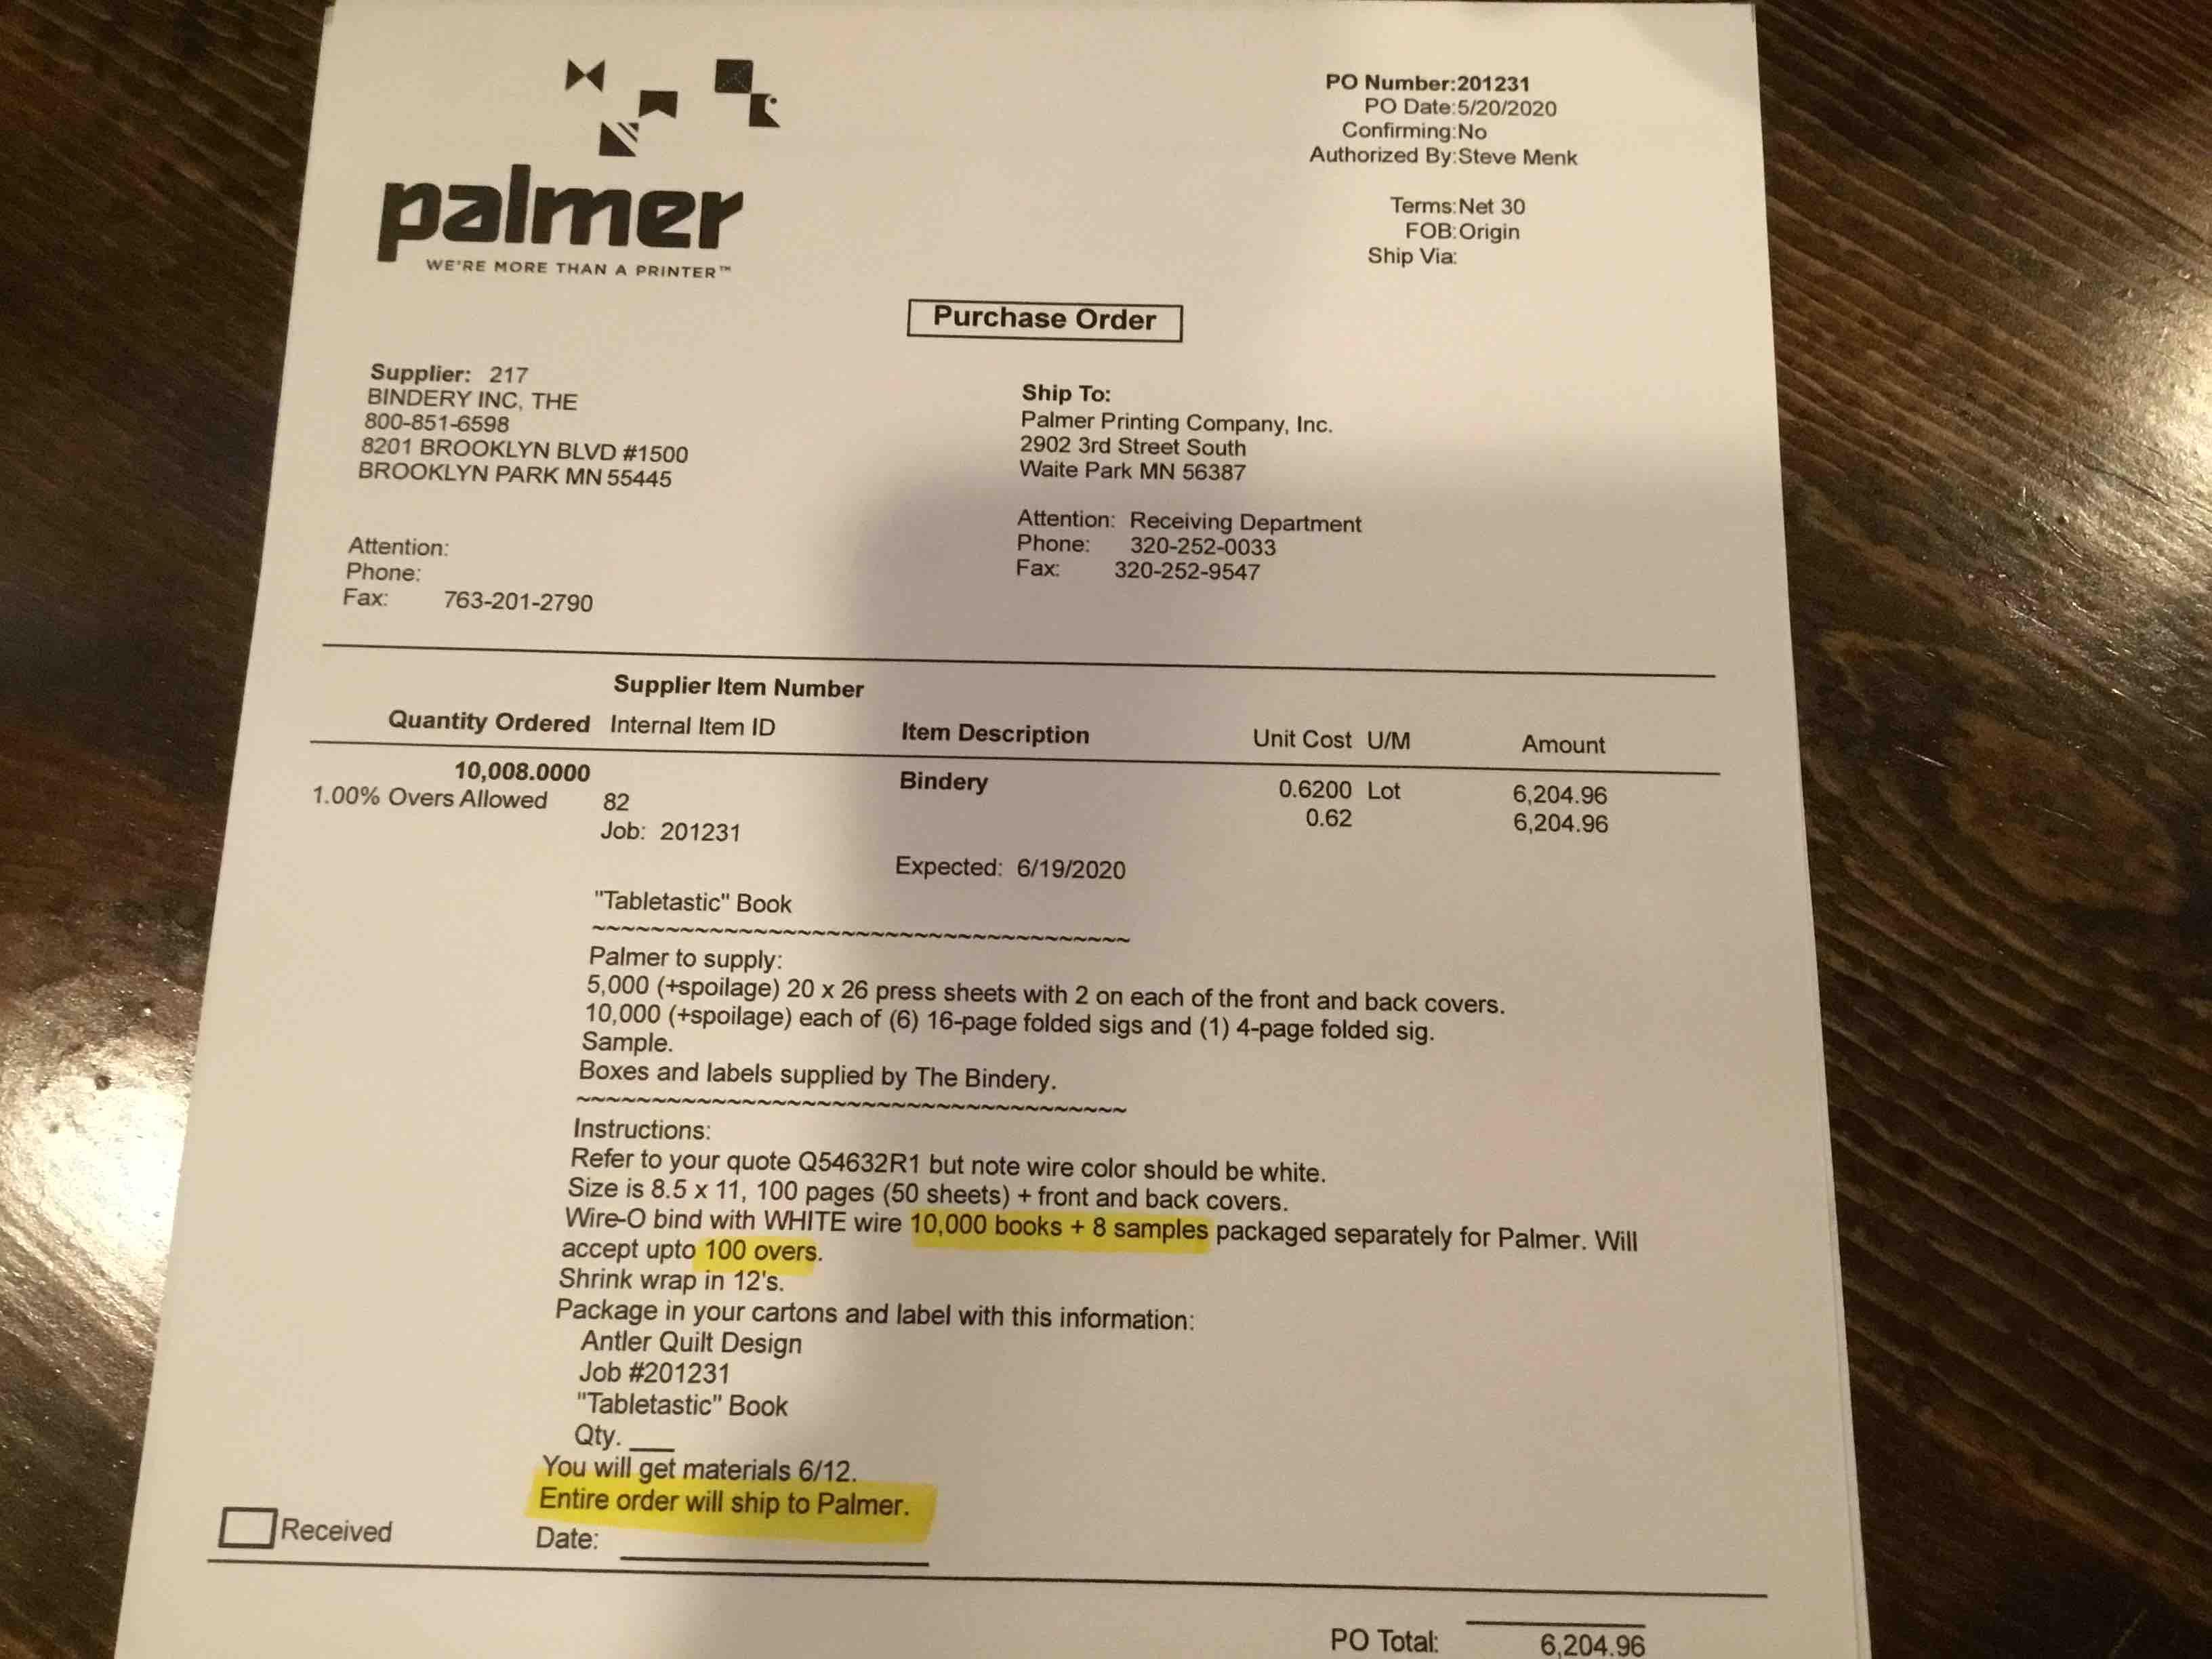 palmer
WE'RE MORE THAN A PRINTER™
PO Number:201231
PO Date:5/20/2020
Confirming:No
Authorized By:Steve Menk
Terms:Net 30
FOB:Origin
Ship Via:
Purchase Order
Supplier: 217
BINDERY INC, THE
800-851-6598
8201 BROOKLYN BLVD #1500
BROOKLYN PARK MN 55445
Attention:
Phone:
Fax: 763-201-2790
Ship To:
Palmer Printing Company, Inc.
2902 3rd Street South
Waite Park MN 56387
Attention: Receiving Department
Phone: 320-252-0033
Fax: 320-252-9547
Supplier Item Number
Quantity Ordered Internal Item ID Item Description Unit Cost U/M Amount
10,008.0000 Bindery 0.6200 Lot 6,204.96
1.00% Overs Allowed 82 0.62 6,204.96
Job: 201231
Expected: 6/19/2020
"Tabletastic" Book
~~~~~~~~~~~~~~~~~~~~~~~~~~~~~~~~~~~~
Palmer to supply:
5,000 (+spoilage) 20 x 26 press sheets with 2 on each of the front and back covers.
10,000 (+spoilage) each of (6) 16-page folded sigs and (1) 4-page folded sig.
Sample.
Boxes and labels supplied by The Bindery.
~~~~~~~~~~~~~~~~~~~~~~~~~~~~~~~~~~~~
Instructions:
Refer to your quote Q54632R1 but note wire color should be white.
Size is 8.5 x 11, 100 pages (50 sheets) + front and back covers.
Wire-O bind with WHITE wire 10,000 books + 8 samples packaged separately for Palmer. Will
accept upto 100 overs.
Shrink wrap in 12's.
Package in your cartons and label with this information:
Antler Quilt Design
Job #201231
"Tabletastic" Book
Qty. ___
You will get materials 6/12.
Entire order will ship to Palmer.
Received Date:
PO Total: 6,204.96